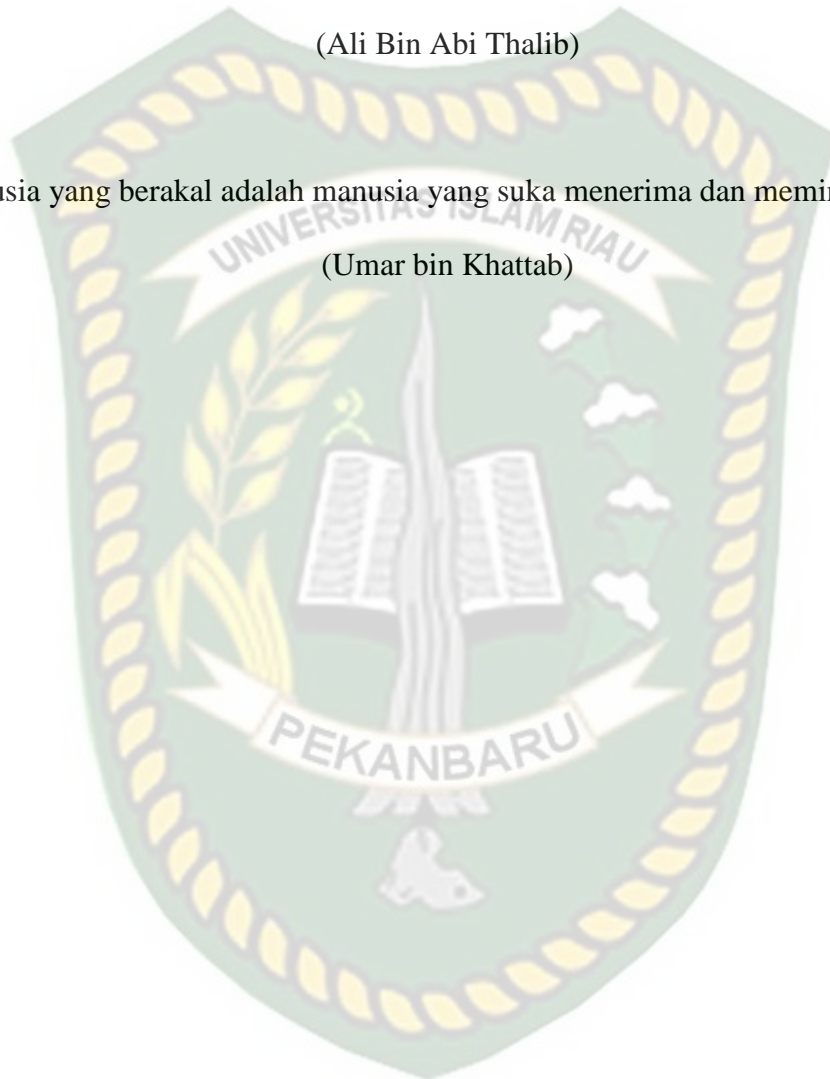 (Ali Bin Abi Thalib)
usia yang berakal adalah manusia yang suka menerima dan memin
UNIVERSITAS ISLAM RIAU
(Umar bin Khattab)
PEKANBARU